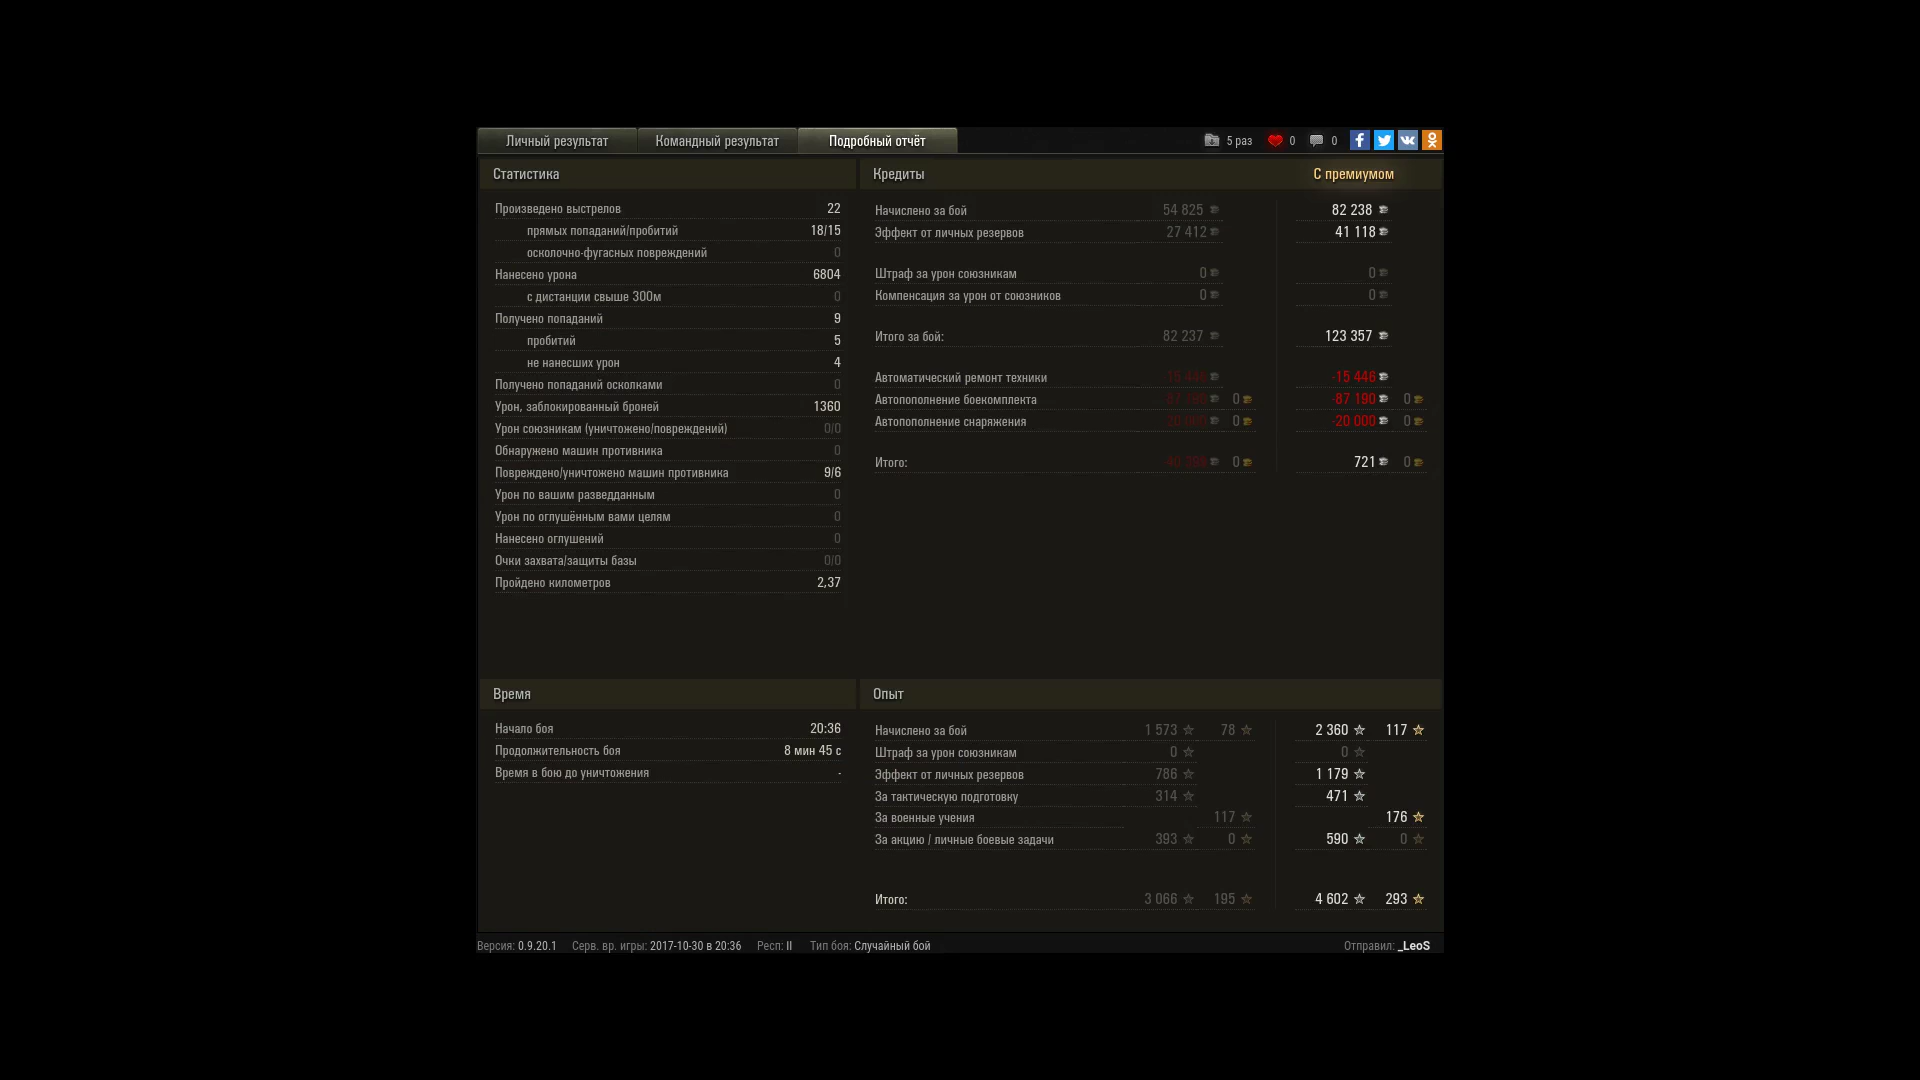 Личный результат Командный результат Подробный отчёт 5 раз 0 0
Статистика
Произведено выстрелов 22
прямых попаданий/пробитий 18/15
осколочно-фугасных повреждений 0
Нанесено урона 6804
с дистанции свыше 300м 0
Получено попаданий 9
пробитий 5
не нанесших урон 4
Получено попаданий осколками 0
Урон, заблокированный броней 1360
Урон союзникам (уничтожено/повреждений) 0/0
Обнаружено машин противника 0
Повреждено/уничтожено машин противника 9/6
Урон по вашим разведданным 0
Урон по оглушённым вами целям 0
Нанесено оглушений 0
Очки захвата/защиты базы 0/0
Пройдено километров 2,37
Кредиты С премиумом
Начислено за бой 54 825 82 238
Эффект от личных резервов 27 412 41 118
Штраф за урон союзникам 0 0
Компенсация за урон от союзников 0 0
Итого за бой: 82 237 123 357
Автоматический ремонт техники -15 446 -15 446
Автопополнение боекомплекта -87 190 0 -87 190 0
Автопополнение снаряжения -20 000 0 -20 000 0
Итого: 0 721 0
Время
Начало боя 20:36
Продолжительность боя 8 мин 45 с
Время в бою до уничтожения -
Опыт
Начислено за бой 1 573 78 2 360 117
Штраф за урон союзникам 0 0
Эффект от личных резервов 786 1 179
За тактическую подготовку 314 471
За военные учения 117 176
За акцию / личные боевые задачи 393 0 590 0
Итого: 3 066 195 4 602 293
Версия: 0.9.20.1 Серв. вр. игры: 2017-10-30 в 20:36 Респ: II Тип боя: Случайный бой Отправил: _LeoS